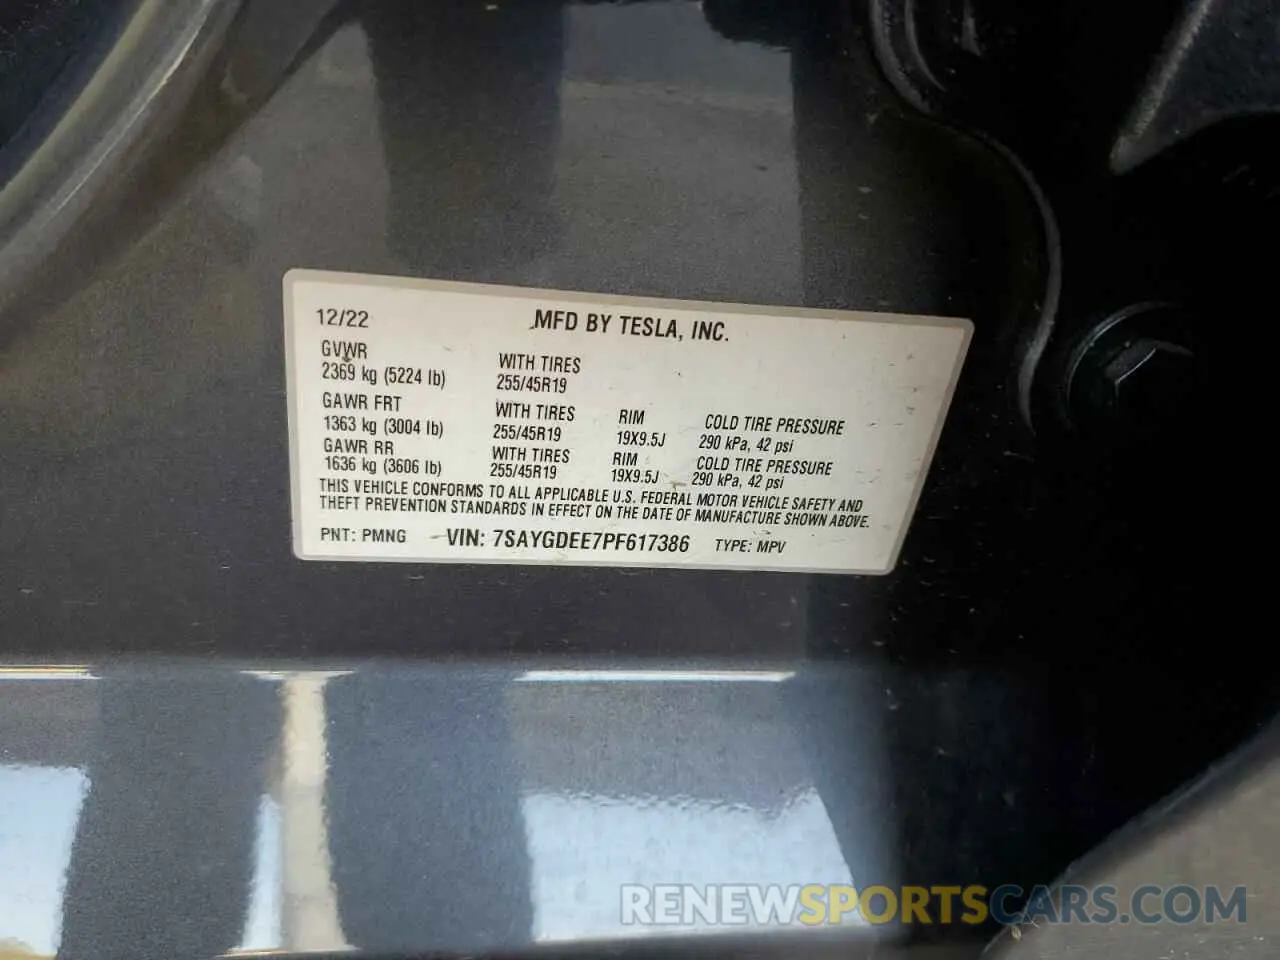 12/22 MFD BY TESLA, INC.
GVWR
2369 kg (5224 lb) WITH TIRES 255/45R19
GAWR FRT WITH TIRES RIM COLD TIRE PRESSURE
1363 kg (3004 lb) 255/45R19 19X9.5J 290 kPa, 42 psi
GAWR RR WITH TIRES RIM COLD TIRE PRESSURE
1636 kg (3606 lb) 255/45R19 19X9.5J 290 kPa, 42 psi
THIS VEHICLE CONFORMS TO ALL APPLICABLE U.S. FEDERAL MOTOR VEHICLE SAFETY AND
THEFT PREVENTION STANDARDS IN EFFECT ON THE DATE OF MANUFACTURE SHOWN ABOVE.
PNT: PMNG VIN: 7SAYGDEE7PF617386 TYPE: MPV
RENEWSPORTSCARS.COM